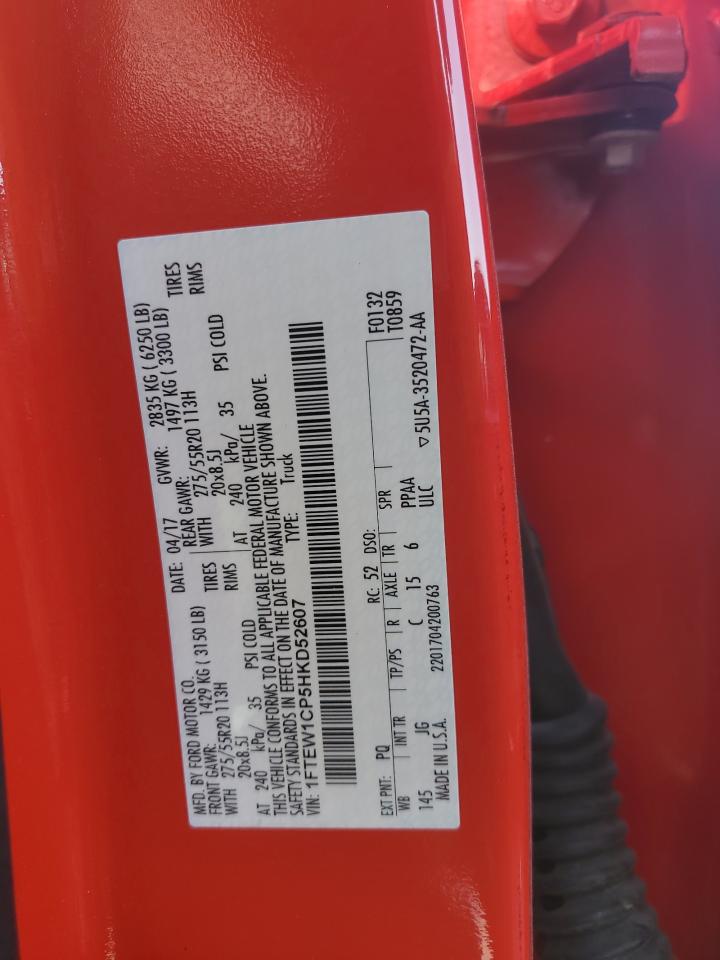 MFD. BY FORD MOTOR CO. DATE: 04/17 GVWR: 2835 KG ( 6250 LB)
FRONT GAWR: 1429 KG ( 3150 LB) REAR GAWR: 1497 KG ( 3300 LB)
WITH 275/55R20 113H TIRES WITH 275/55R20 113H TIRES
20x8.5J RIMS 20x8.5J RIMS
AT 240 kPa/ 35 PSI COLD AT 240 kPa/ 35 PSI COLD
THIS VEHICLE CONFORMS TO ALL APPLICABLE FEDERAL MOTOR VEHICLE
SAFETY STANDARDS IN EFFECT ON THE DATE OF MANUFACTURE SHOWN ABOVE.
VIN: 1FTEW1CP5HKD52607 TYPE: Truck
EXT PNT: PQ RC: 52 DSO: F0132
WB INT TR TP/PS R AXLE TR SPR T0859
145 JG C 15 6 PPAA
MADE IN U.S.A. 2201704200763 ULC ▽5U5A-3520472-AA